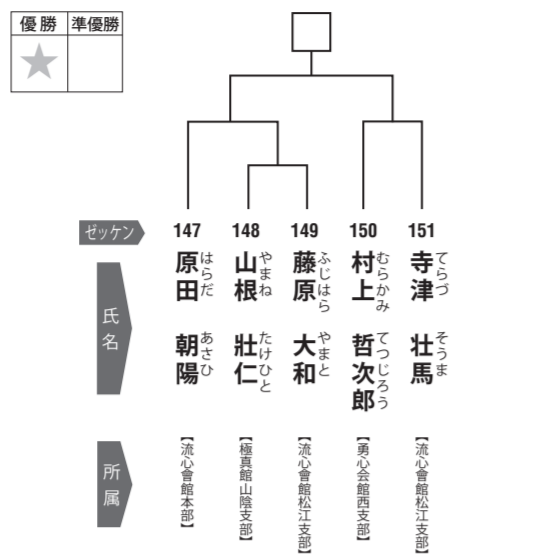 優勝 準優勝
★
ゼッケン
147 148 149 150 151
氏名
原田 朝陽
はらだ あさひ
山根 壯仁
やまね たけひと
藤原 大和
ふじはら やまと
村上 哲次郎
むらかみ てつじろう
寺津 壮馬
てらづ そうま
所属
【流心會館本部】
【極真館山陰支部】
【流心會館松江支部】
【勇心会館西支部】
【流心會館松江支部】